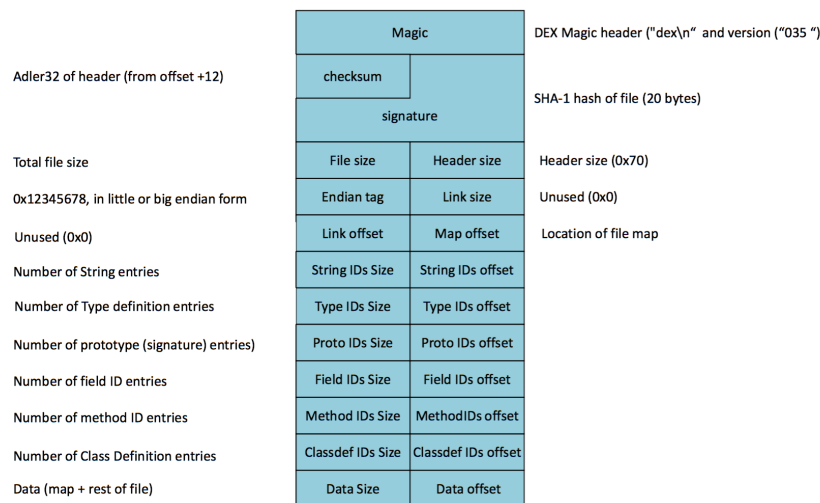 Magic DEX Magic header ("dex\n“ and version (“035 “)
Adler32 of header (from offset +12) checksum
SHA-1 hash of file (20 bytes)
signature
Total file size File size Header size Header size (0x70)
0x12345678, in little or big endian form Endian tag Link size Unused (0x0)
Unused (0x0) Link offset Map offset Location of file map
Number of String entries String IDs Size String IDs offset
Number of Type definition entries Type IDs Size Type IDs offset
Number of prototype (signature) entries) Proto IDs Size Proto IDs offset
Number of field ID entries Field IDs Size Field IDs offset
Number of method ID entries Method IDs Size MethodIDs offset
Number of Class Definition entries Classdef IDs Size Classdef IDs offset
Data (map + rest of file) Data Size Data offset